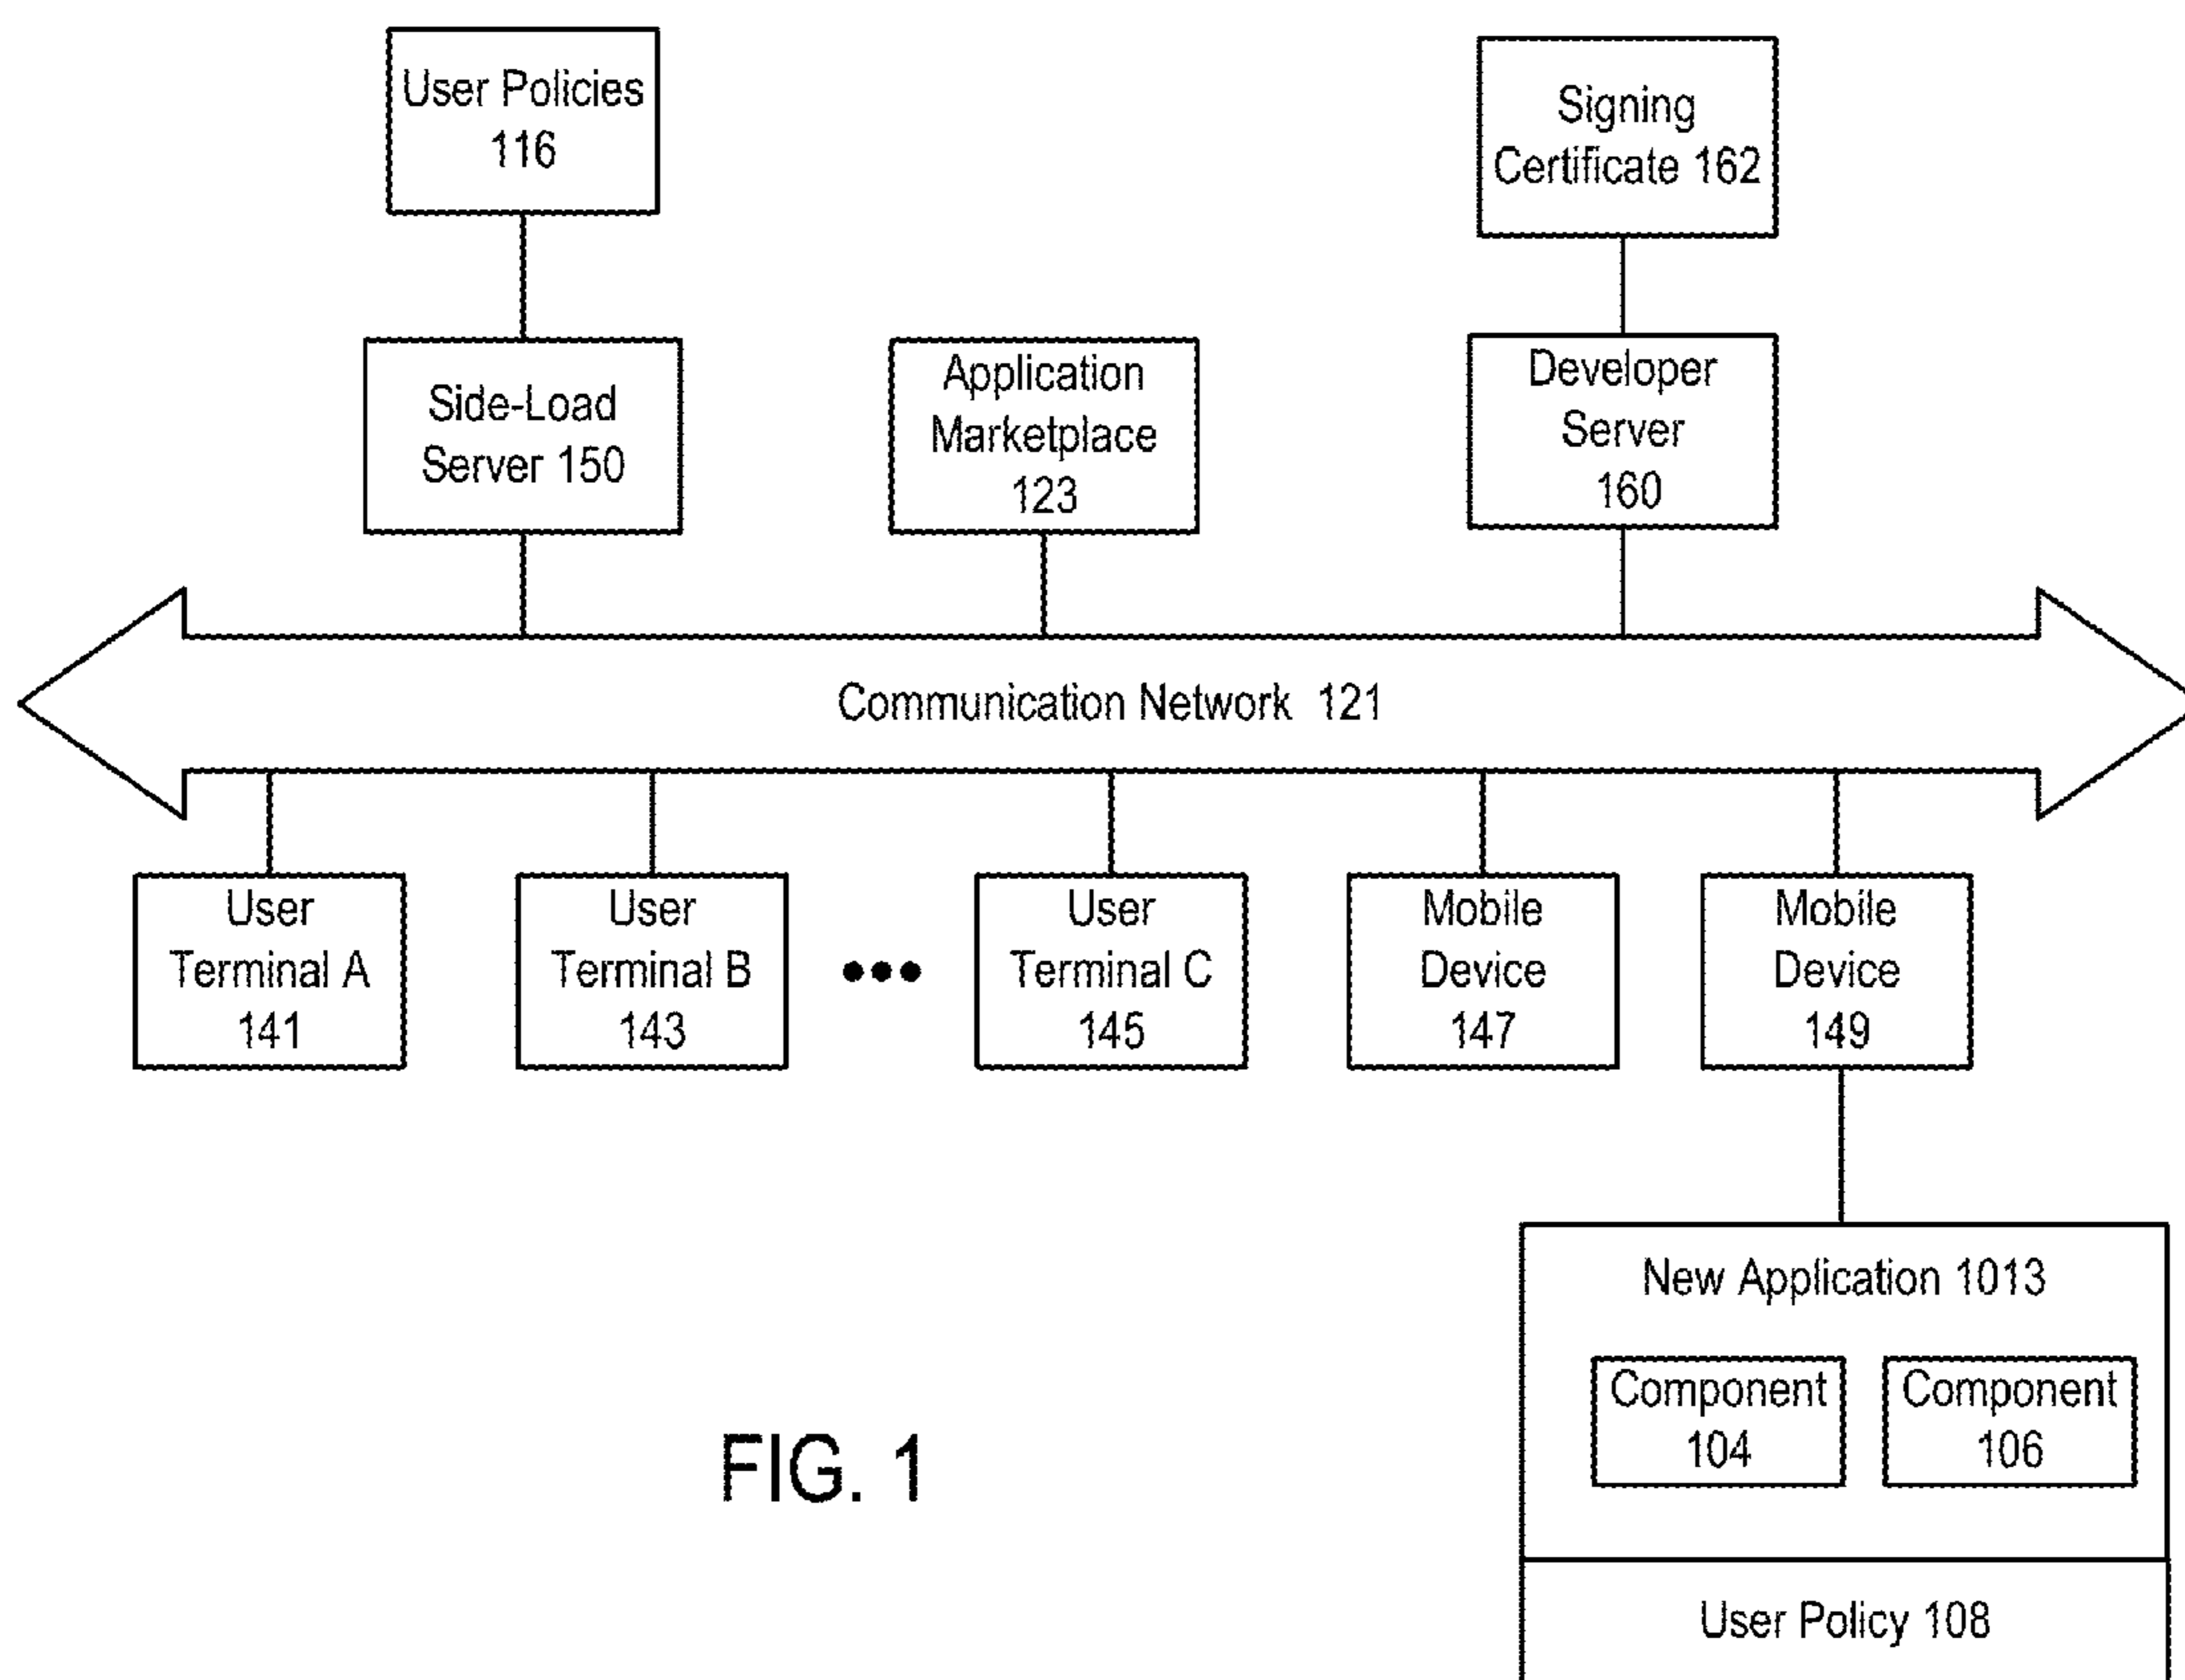 User Policies
116
Signing
Certificate 162
Side-Load
Server 150
Application
Marketplace
123
Developer
Server
160
Communication Network 121
User
Terminal A
141
User
Terminal B
143
User
Terminal C
145
Mobile
Device
147
Mobile
Device
149
New Application 1013
Component
104
Component
106
User Policy 108
FIG. 1